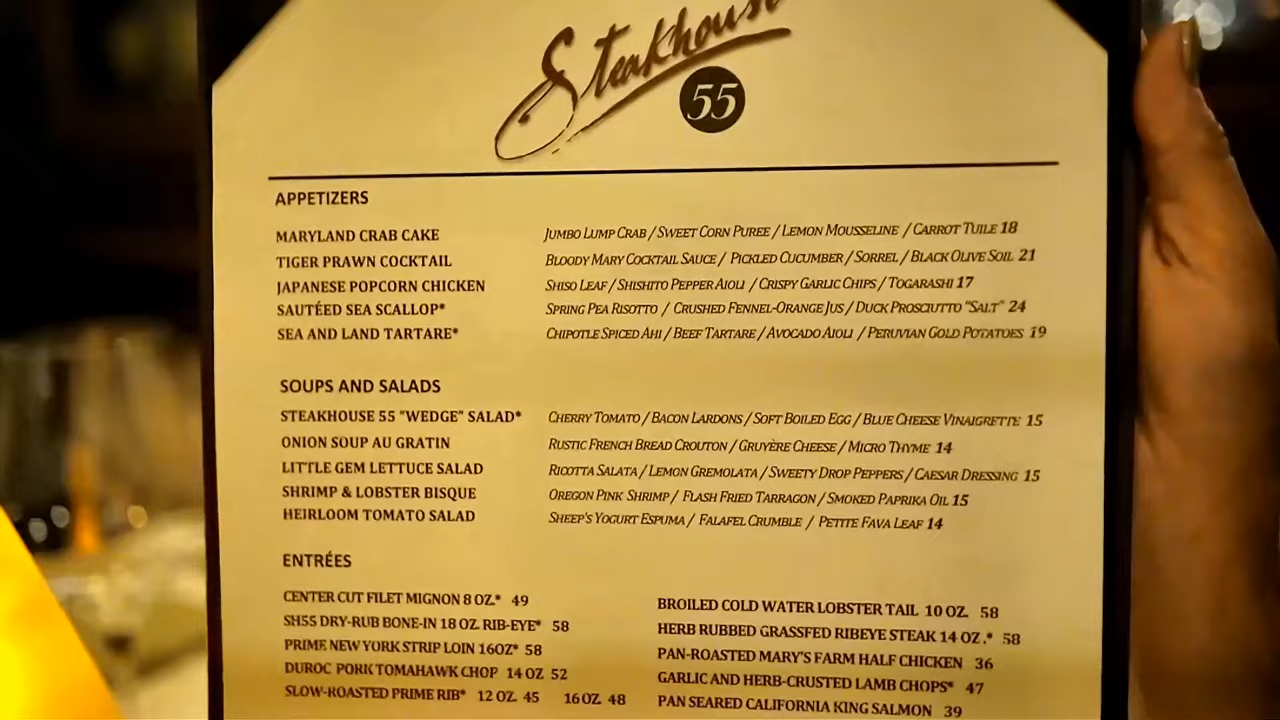 Steakhouse
55
APPETIZERS
MARYLAND CRAB CAKE JUMBO LUMP CRAB / SWEET CORN PUREE / LEMON MOUSSELINE / CARROT TUILE 18
TIGER PRAWN COCKTAIL BLOODY MARY COCKTAIL SAUCE / PICKLED CUCUMBER / SORREL / BLACK OLIVE SOIL 21
JAPANESE POPCORN CHICKEN SHISO LEAF / SHISHITO PEPPER AIOLI / CRISPY GARLIC CHIPS / TOGARASHI 17
SAUTÉED SEA SCALLOP* SPRING PEA RISOTTO / CRUSHED FENNEL-ORANGE JUS / DUCK PROSCIUTTO "SALT" 24
SEA AND LAND TARTARE* CHIPOTLE SPICED AHI / BEEF TARTARE / AVOCADO AIOLI / PERUVIAN GOLD POTATOES 19
SOUPS AND SALADS
STEAKHOUSE 55 "WEDGE" SALAD* CHERRY TOMATO / BACON LARDONS / SOFT BOILED EGG / BLUE CHEESE VINAIGRETTE 15
ONION SOUP AU GRATIN RUSTIC FRENCH BREAD CROUTON / GRUYÈRE CHEESE / MICRO THYME 14
LITTLE GEM LETTUCE SALAD RICOTTA SALATA / LEMON GREMOLATA / SWEETY DROP PEPPERS / CAESAR DRESSING 15
SHRIMP & LOBSTER BISQUE OREGON PINK SHRIMP / FLASH FRIED TARRAGON / SMOKED PAPRIKA OIL 15
HEIRLOOM TOMATO SALAD SHEEP'S YOGURT ESPUMA / FALAFEL CRUMBLE / PETITE FAVA LEAF 14
ENTRÉES
CENTER CUT FILET MIGNON 8 OZ.* 49
SH55 DRY-RUB BONE-IN 18 OZ. RIB-EYE* 58
PRIME NEW YORK STRIP LOIN 16OZ* 58
DUROC PORK TOMAHAWK CHOP 14 OZ 52
SLOW-ROASTED PRIME RIB* 12 OZ. 45 16 OZ. 48
BROILED COLD WATER LOBSTER TAIL 10 OZ. 58
HERB RUBBED GRASSFED RIBEYE STEAK 14 OZ.* 58
PAN-ROASTED MARY'S FARM HALF CHICKEN 36
GARLIC AND HERB-CRUSTED LAMB CHOPS* 47
PAN SEARED CALIFORNIA KING SALMON 39